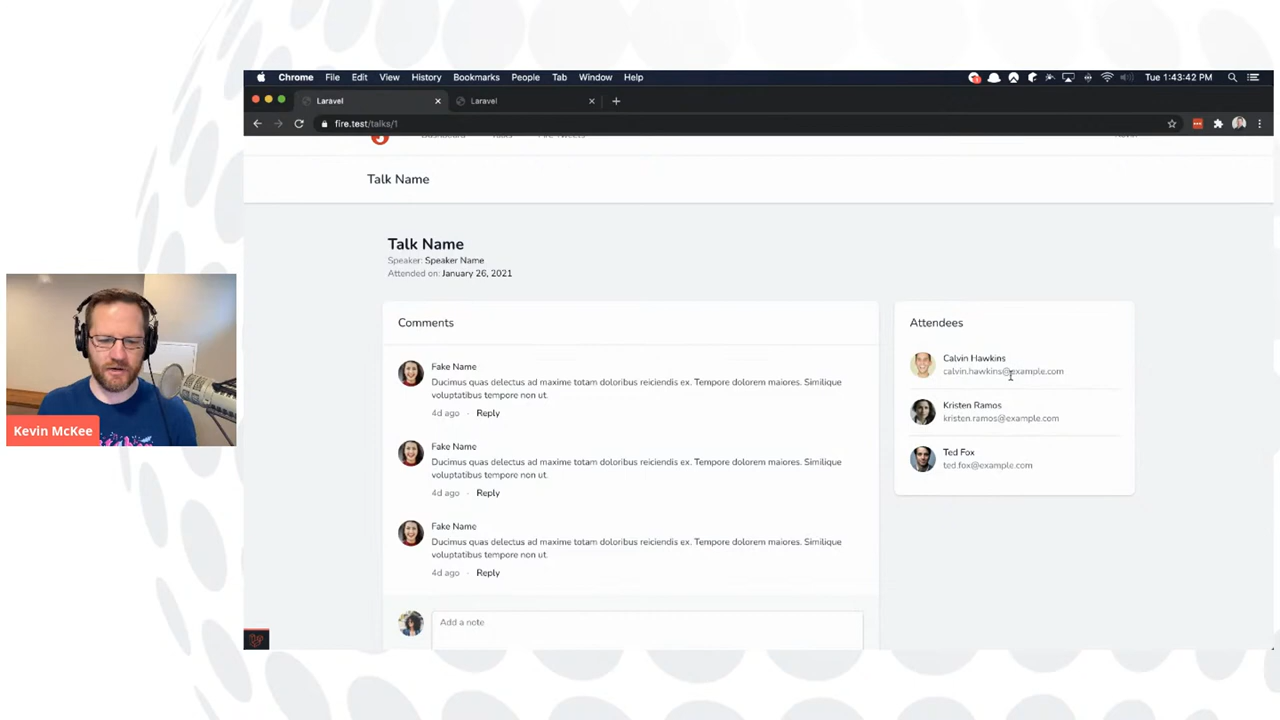 Chrome File Edit View History Bookmarks People Tab Window Help Tue 1:43:42 PM
Laravel
Laravel
fire.test/talks/1
Talk Name
Talk Name
Speaker: Speaker Name
Attended on: January 26, 2021
Comments
Fake Name
Ducimus quas delectus ad maxime totam doloribus reiciendis ex. Tempore dolorem maiores. Similique
voluptatibus tempore non ut.
4d ago · Reply
Fake Name
Ducimus quas delectus ad maxime totam doloribus reiciendis ex. Tempore dolorem maiores. Similique
voluptatibus tempore non ut.
4d ago · Reply
Fake Name
Ducimus quas delectus ad maxime totam doloribus reiciendis ex. Tempore dolorem maiores. Similique
voluptatibus tempore non ut.
4d ago · Reply
Add a note
Attendees
Calvin Hawkins
calvin.hawkins@example.com
Kristen Ramos
kristen.ramos@example.com
Ted Fox
ted.fox@example.com
Kevin McKee